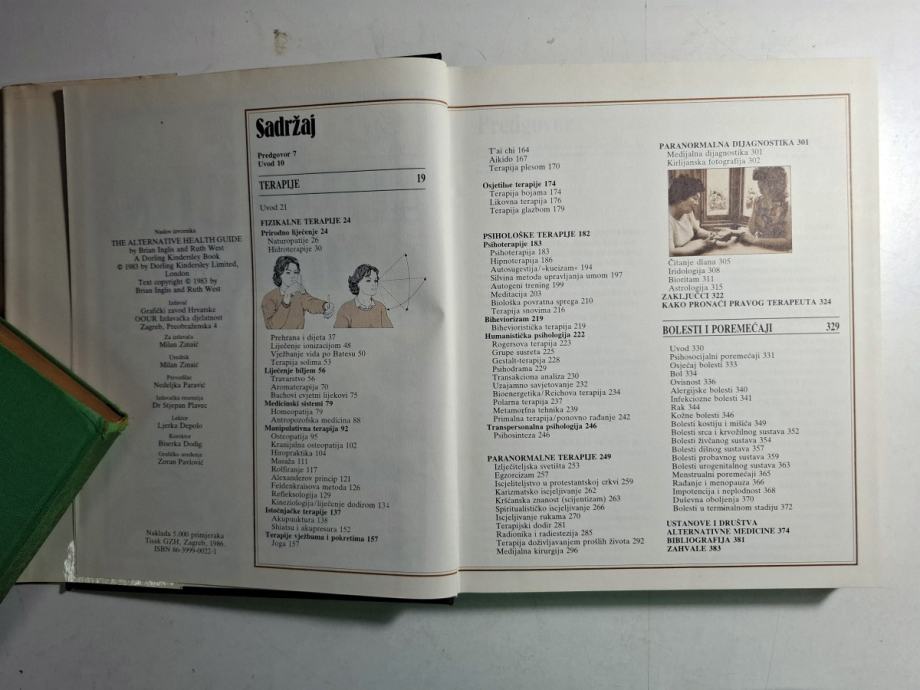 Naslov izvornika
THE ALTERNATIVE HEALTH GUIDE
by Brian Inglis and Ruth West
A Dorling Kindersley Book
© 1983 by Dorling Kindersley Limited,
London
Text copyright © 1983 by
Brian Inglis and Ruth West
Izdavač
Grafički zavod Hrvatske
OOUR Izdavačka djelatnost
Zagreb, Preobraženska 4
Za izdavača
Milan Zinaić
Urednik
Milan Zinaić
Prevodilac
Nedeljka Paravić
Izdavačka recenzija
Dr Stjepan Plavec
Lektor
Ljerka Depolo
Korektor
Biserka Dodig
Grafičko uređenje
Zoran Pavlović
Naklada 5.000 primjeraka
Tisak GZH, Zagreb, 1986.
ISBN 86-3999-0022-1
Sadržaj
Predgovor 7
Uvod 10
TERAPIJE 19
Uvod 21
FIZIKALNE TERAPIJE 24
Prirodno liječenje 24
Naturopatije 26
Hidroterapije 30
Prehrana i dijeta 37
Liječenje ionizacijom 48
Vježbanje vida po Batesu 50
Terapija solima 53
Liječenje biljem 56
Travarstvo 56
Aromaterapija 70
Bachovi cvjetni lijekovi 75
Medicinski sistemi 79
Homeopatija 79
Antropozofska medicina 88
Manipulativna terapija 92
Osteopatija 95
Kranijalna osteopatija 102
Hiropraktika 104
Masaža 111
Rolfiranje 117
Alexanderov princip 121
Feldenkraisova metoda 126
Refleksologija 129
Kineziologija/liječenje dodirom 134
Istočnjačke terapije 137
Akupunktura 138
Shiatsu i akupresura 152
Terapije vježbama i pokretima 157
Joga 157
T'ai chi 164
Aikido 167
Terapija plesom 170
Osjetilne terapije 174
Terapija bojama 174
Likovna terapija 176
Terapija glazbom 179
PSIHOLOŠKE TERAPIJE 182
Psihoterapije 183
Psihoterapija 183
Hipnoterapija 186
Autosugestija/»kueizam« 194
Silvina metoda upravljanja umom 197
Autogeni trening 199
Meditacija 203
Biološka povratna sprega 210
Terapija snovima 216
Biheviorizam 219
Bihevioristička terapija 219
Humanistička psihologija 222
Rogersova terapija 223
Grupe susreta 225
Gestalt-terapija 228
Psihodrama 229
Transakciona analiza 230
Uzajamno savjetovanje 232
Bioenergetika/Reichova terapija 234
Polarna terapija 237
Metamorfna tehnika 239
Primalna terapija/ponovno rađanje 242
Transpersonalna psihologija 246
Psihosinteza 246
PARANORMALNE TERAPIJE 249
Izlječiteljska svetišta 253
Egzorcizam 257
Iscjeliteljstvo u protestantskoj crkvi 259
Karizmatsko iscjeljivanje 262
Kršćanska znanost (scijentizam) 263
Spiritualističko iscjeljivanje 266
Iscjeljivanje rukama 270
Terapijski dodir 281
Radionika i radiestezija 285
Terapija doživljavanjem prošlih života 292
Medijalna kirurgija 296
PARANORMALNA DIJAGNOSTIKA 301
Medijalna dijagnostika 301
Kirlijanska fotografija 302
Čitanje dlana 305
Iridologija 308
Bioritam 311
Astrologija 315
ZAKLJUČCI 322
KAKO PRONAĆI PRAVOG TERAPEUTA 324
BOLESTI I POREMEĆAJI 329
Uvod 330
Psihosocijalni poremećaji 331
Osjećaj bolesti 333
Bol 334
Ovisnost 336
Alergijske bolesti 340
Infekciozne bolesti 341
Rak 344
Kožne bolesti 346
Bolesti kostiju i mišića 349
Bolesti srca i krvožilnog sustava 352
Bolesti živčanog sustava 354
Bolesti dišnog sustava 357
Bolesti probavnog sustava 359
Bolesti urogenitalnog sustava 363
Menstrualni poremećaji 365
Rađanje i menopauza 366
Impotencija i neplodnost 368
Duševna oboljenja 370
Bolesti u terminalnom stadiju 372
USTANOVE I DRUŠTVA
ALTERNATIVNE MEDICINE 374
BIBLIOGRAFIJA 381
ZAHVALE 383